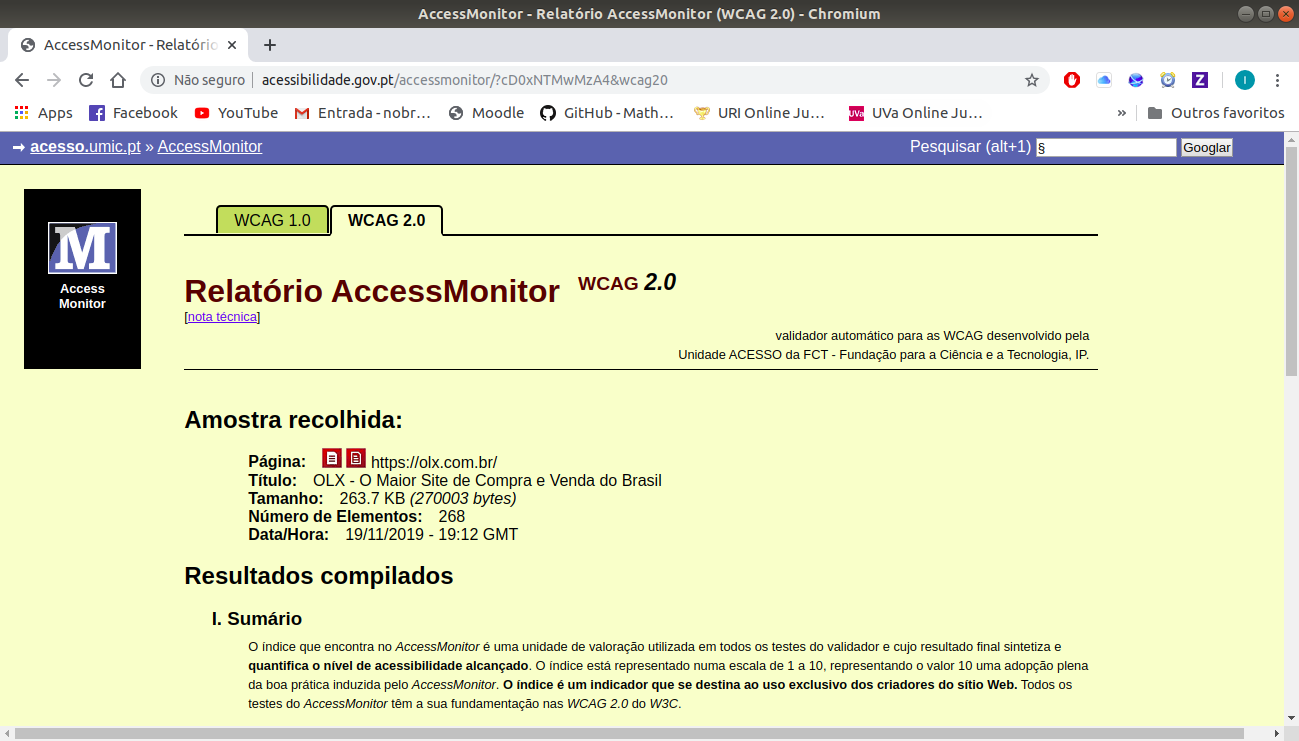 AccessMonitor - Relatório AccessMonitor (WCAG 2.0) - Chromium
AccessMonitor - Relatório
Não seguro acessibilidade.gov.pt/accessmonitor/?cD0xNTMwMzA4&wcag20
Apps Facebook YouTube Entrada - nobr… Moodle GitHub - Math… URI Online Ju… UVa Online Ju… » Outros favoritos
acesso.umic.pt » AccessMonitor Pesquisar (alt+1) § Googlar
WCAG 1.0 WCAG 2.0
M
Access
Monitor
Relatório AccessMonitor WCAG 2.0
[nota técnica]
validador automático para as WCAG desenvolvido pela
Unidade ACESSO da FCT - Fundação para a Ciência e a Tecnologia, IP.
Amostra recolhida:
Página: https://olx.com.br/
Título: OLX - O Maior Site de Compra e Venda do Brasil
Tamanho: 263.7 KB (270003 bytes)
Número de Elementos: 268
Data/Hora: 19/11/2019 - 19:12 GMT
Resultados compilados
I. Sumário
O índice que encontra no AccessMonitor é uma unidade de valoração utilizada em todos os testes do validador e cujo resultado final sintetiza e
quantifica o nível de acessibilidade alcançado. O índice está representado numa escala de 1 a 10, representando o valor 10 uma adopção plena
da boa prática induzida pelo AccessMonitor. O índice é um indicador que se destina ao uso exclusivo dos criadores do sítio Web. Todos os
testes do AccessMonitor têm a sua fundamentação nas WCAG 2.0 do W3C.